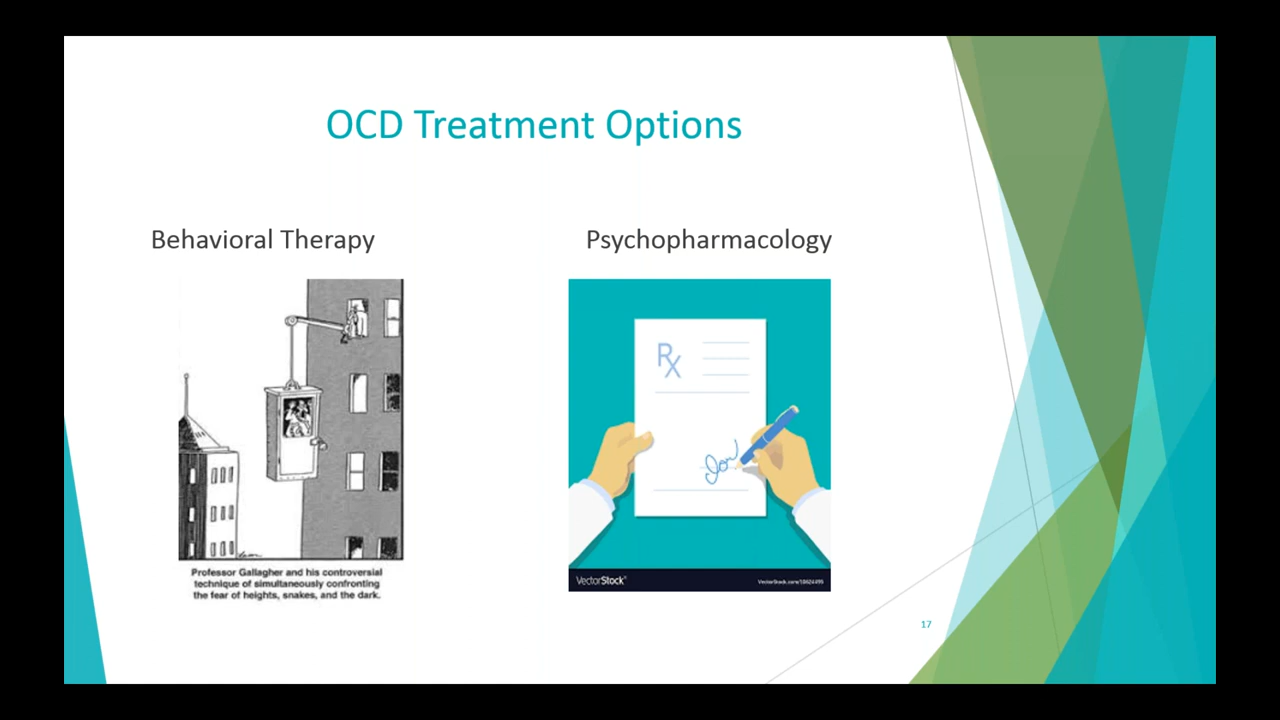 OCD Treatment Options
Behavioral Therapy
Professor Gallagher and his controversial
technique of simultaneously confronting
the fear of heights, snakes, and the dark.
Psychopharmacology
Rx
VectorStock®
VectorStock.com/10624495
17